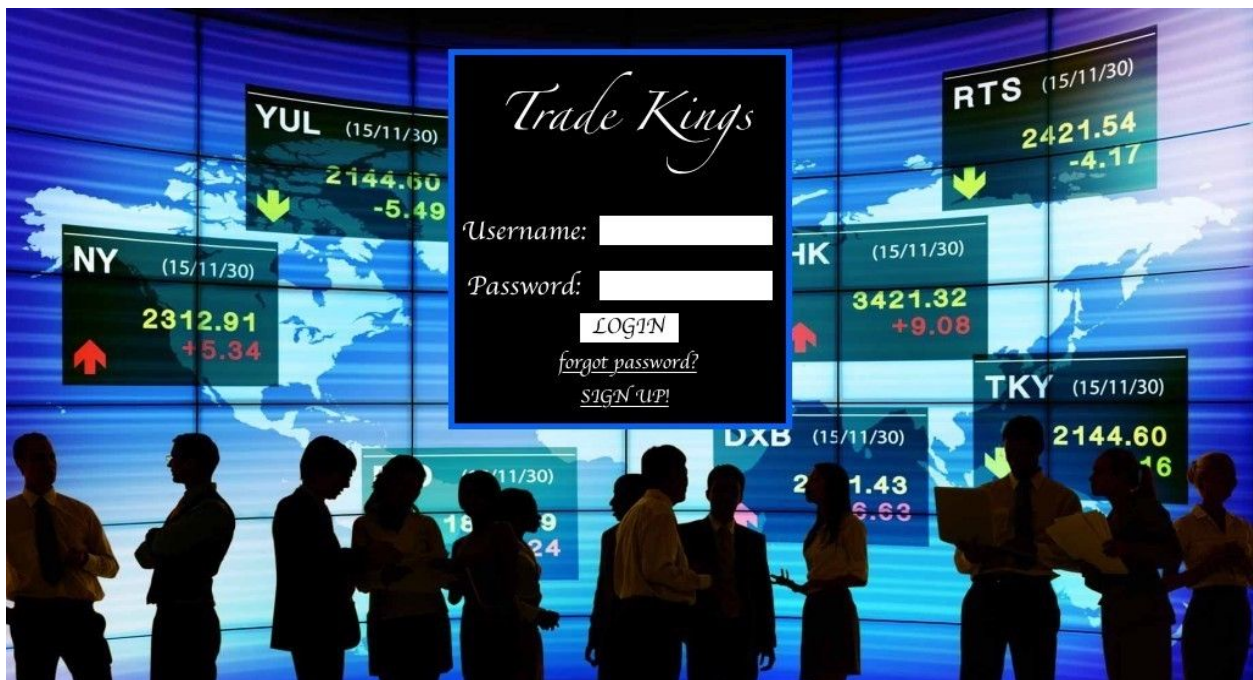 Trade Kings
Username:
Password:
LOGIN
forgot password?
SIGN UP!
YUL (15/11/30)
2144.60
-5.49
RTS (15/11/30)
2421.54
-4.17
NY (15/11/30)
2312.91
+5.34
HK (15/11/30)
3421.32
+9.08
TKY (15/11/30)
2144.60
16
DXB (15/11/30)